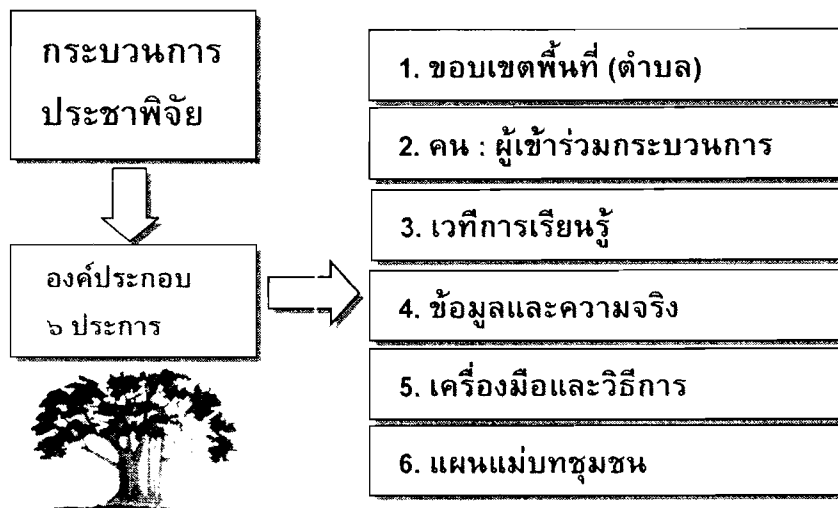 กระบวนการ
ประชาพิจัย
องค์ประกอบ
๖ ประการ
1. ขอบเขตพื้นที่ (ตำบล)
2. คน : ผู้เข้าร่วมกระบวนการ
3. เวทีการเรียนรู้
4. ข้อมูลและความจริง
5. เครื่องมือและวิธีการ
6. แผนแม่บทชุมชน